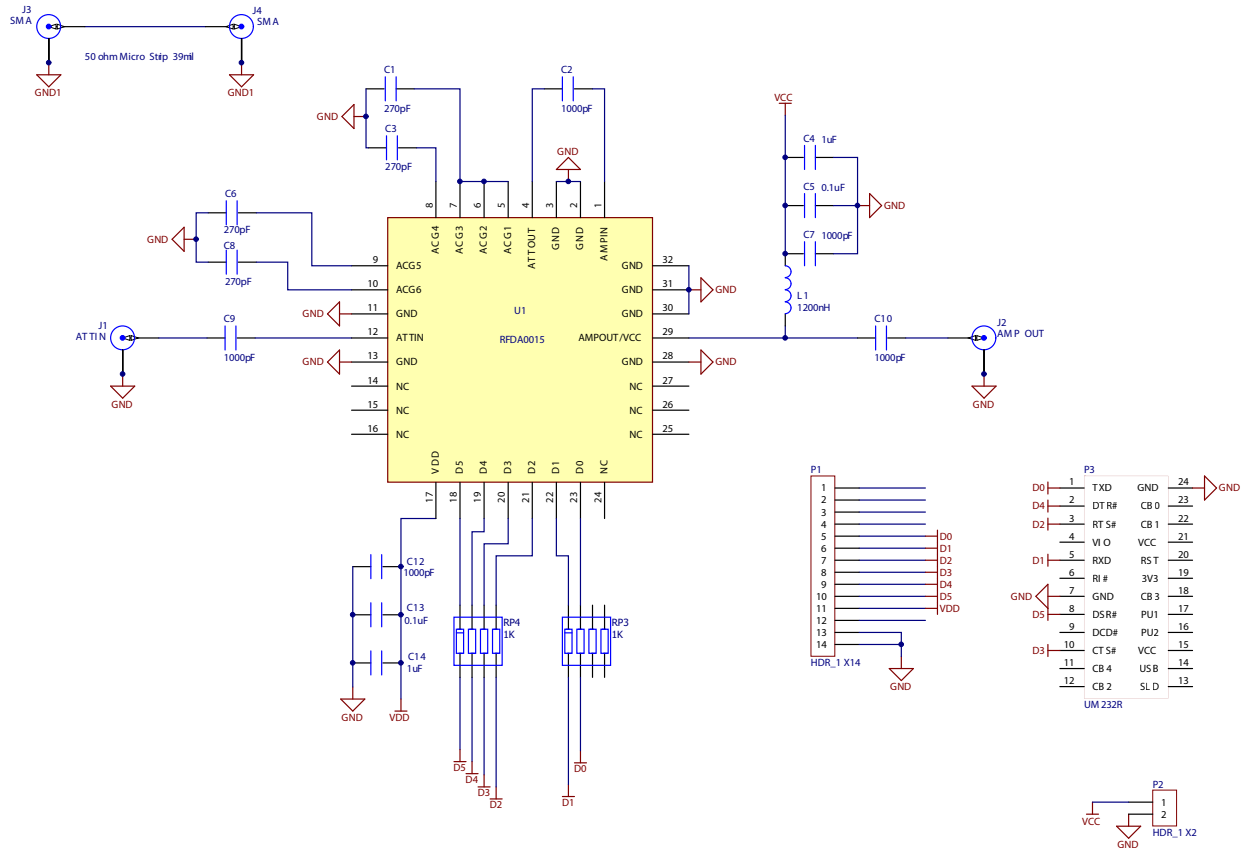 J3
SMA
J4
SMA
50 ohm Micro Strip 39mil
GND1
GND1
C1
270pF
GND
C3
270pF
C2
1000pF
GND
VCC
C4
1uF
C5
0.1uF
GND
C7
1000pF
L1
1200nH
C6
270pF
GND
C8
270pF
8
7
6
5
4
3
2
1
ACG4
ACG3
ACG2
ACG1
ATTOUT
GND
GND
AMPIN
9
ACG5
10
ACG6
GND
11
GND
12
ATTIN
GND
13
GND
14
NC
15
NC
16
NC
U1
RFDA0015
GND
32
GND
31
GND
GND
30
AMPOUT/VCC
29
GND
28
GND
NC
27
NC
26
NC
25
J1
ATTIN
C9
1000pF
GND
C10
1000pF
J2
AMP OUT
GND
VDD
D5
D4
D3
D2
D1
D0
NC
17
18
19
20
21
22
23
24
C12
1000pF
C13
0.1uF
C14
1uF
GND
VDD
RP4
1K
RP3
1K
D5
D4
D3
D2
D0
D1
P1
1
2
3
4
5
D0
6
D1
7
D2
8
D3
9
D4
10
D5
11
VDD
12
13
14
HDR_1 X14
GND
P3
D0
1
TXD
GND
24
GND
D4
2
DTR#
CB0
23
D2
3
RTS#
CB1
22
4
VIO
VCC
21
D1
5
RXD
RST
20
6
RI#
3V3
19
GND
7
GND
CB3
18
D5
8
DSR#
PU1
17
9
DCD#
PU2
16
D3
10
CTS#
VCC
15
11
CB4
USB
14
12
CB2
SLD
13
UM232R
P2
1
2
VCC
GND
HDR_1 X2